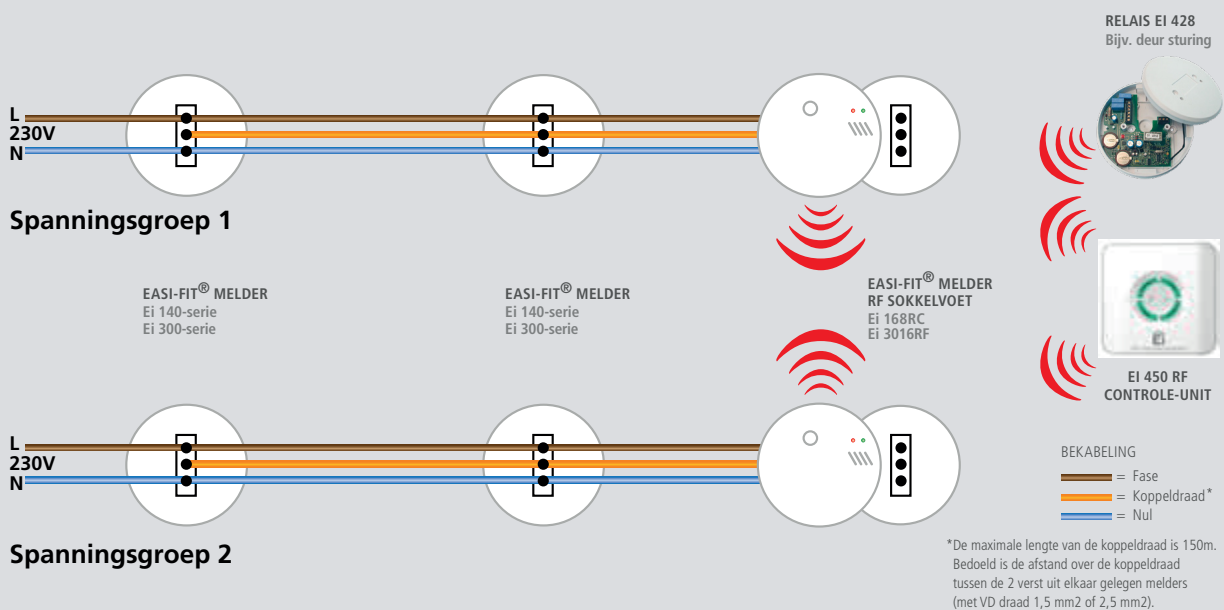 RELAIS EI 428
Bijv. deur sturing
L
230V
N
Spanningsgroep 1
EASI-FIT® MELDER
Ei 140-serie
Ei 300-serie
EASI-FIT® MELDER
Ei 140-serie
Ei 300-serie
EASI-FIT® MELDER
RF SOKKELVOET
Ei 168RC
Ei 3016RF
EI 450 RF
CONTROLE-UNIT
L
230V
N
Spanningsgroep 2
BEKABELING
= Fase
= Koppeldraad*
= Nul
*De maximale lengte van de koppeldraad is 150m.
Bedoeld is de afstand over de koppeldraad
tussen de 2 verst uit elkaar gelegen melders
(met VD draad 1,5 mm2 of 2,5 mm2).